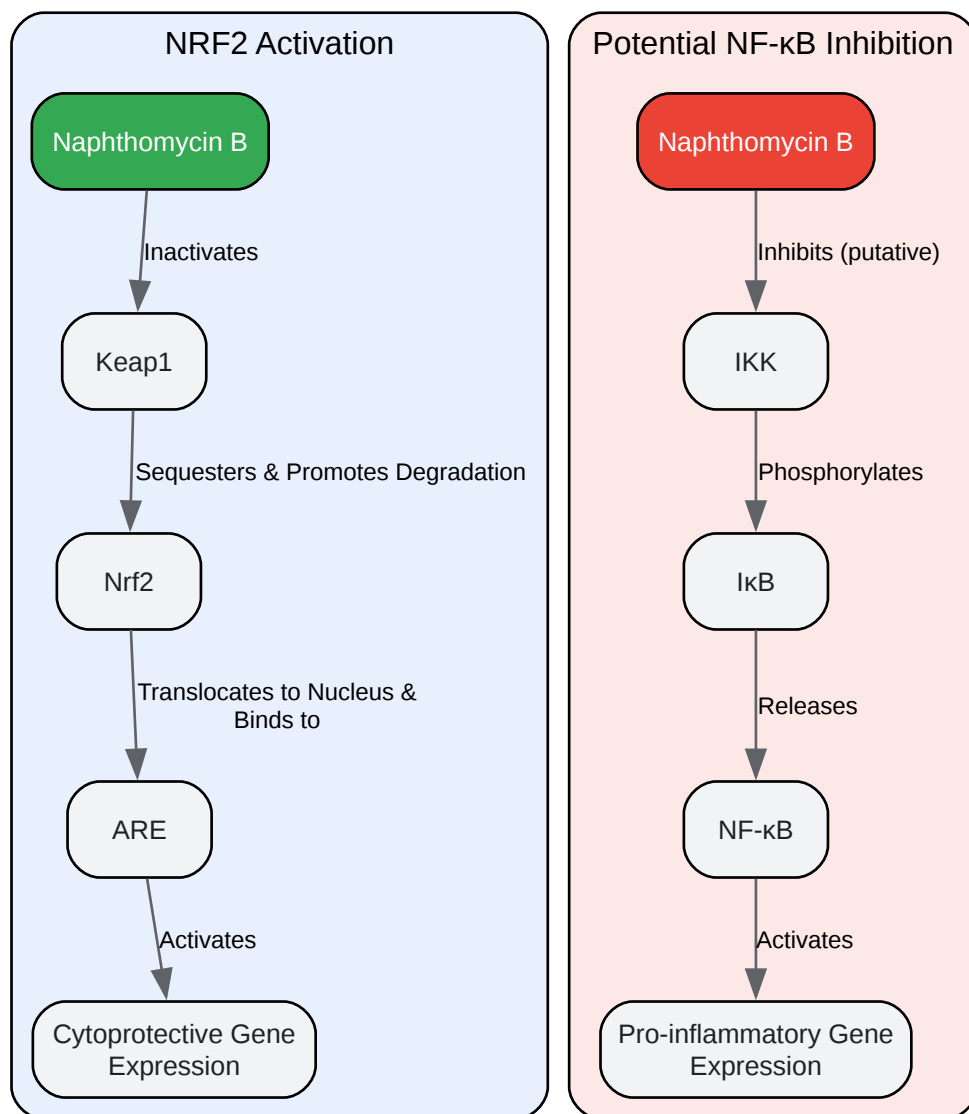 NRF2 Activation
Naphthomycin B
Inactivates
Keap1
Sequesters & Promotes Degradation
Nrf2
Translocates to Nucleus &
Binds to
ARE
Activates
Cytoprotective Gene
Expression
Potential NF-κB Inhibition
Naphthomycin B
Inhibits (putative)
IKK
Phosphorylates
IκB
Releases
NF-κB
Activates
Pro-inflammatory Gene
Expression